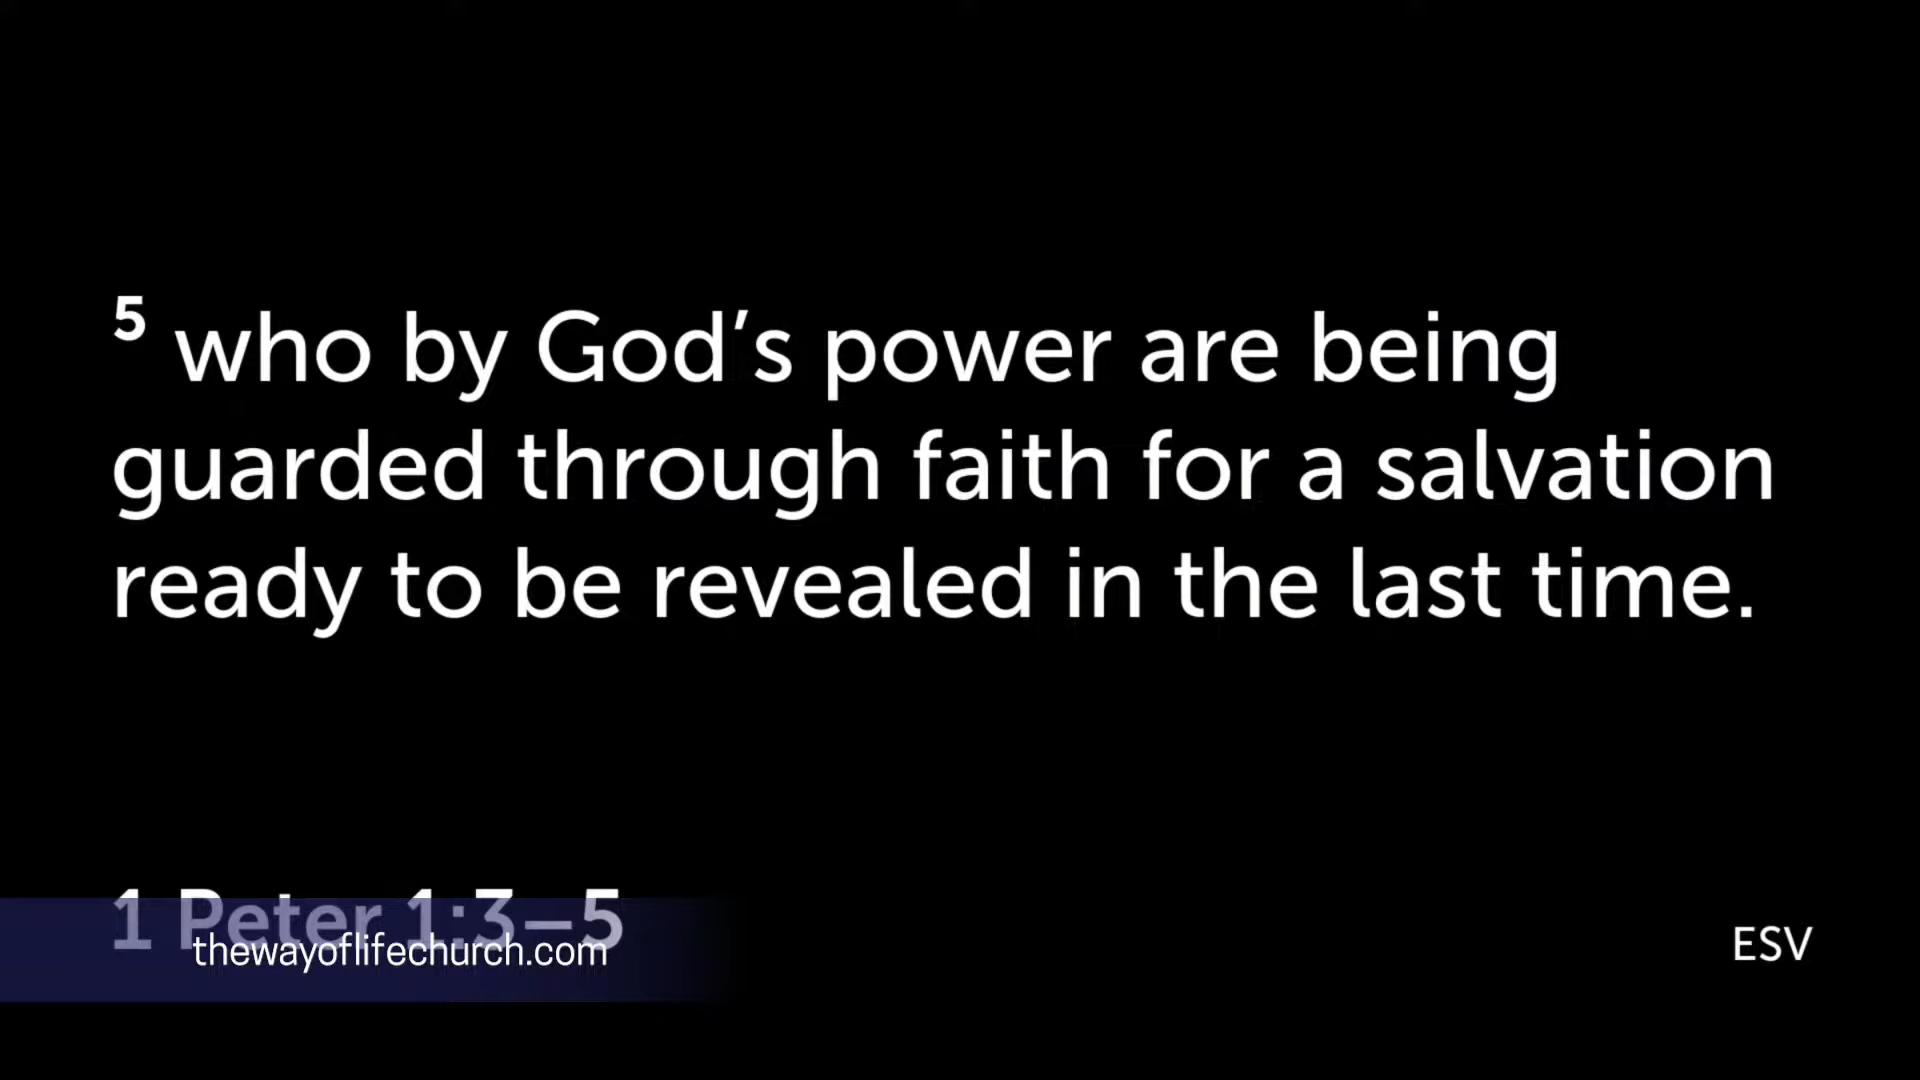 5 who by God’s power are being
guarded through faith for a salvation
ready to be revealed in the last time.
1 Peter 1:3–5
thewayoflifechurch.com
ESV